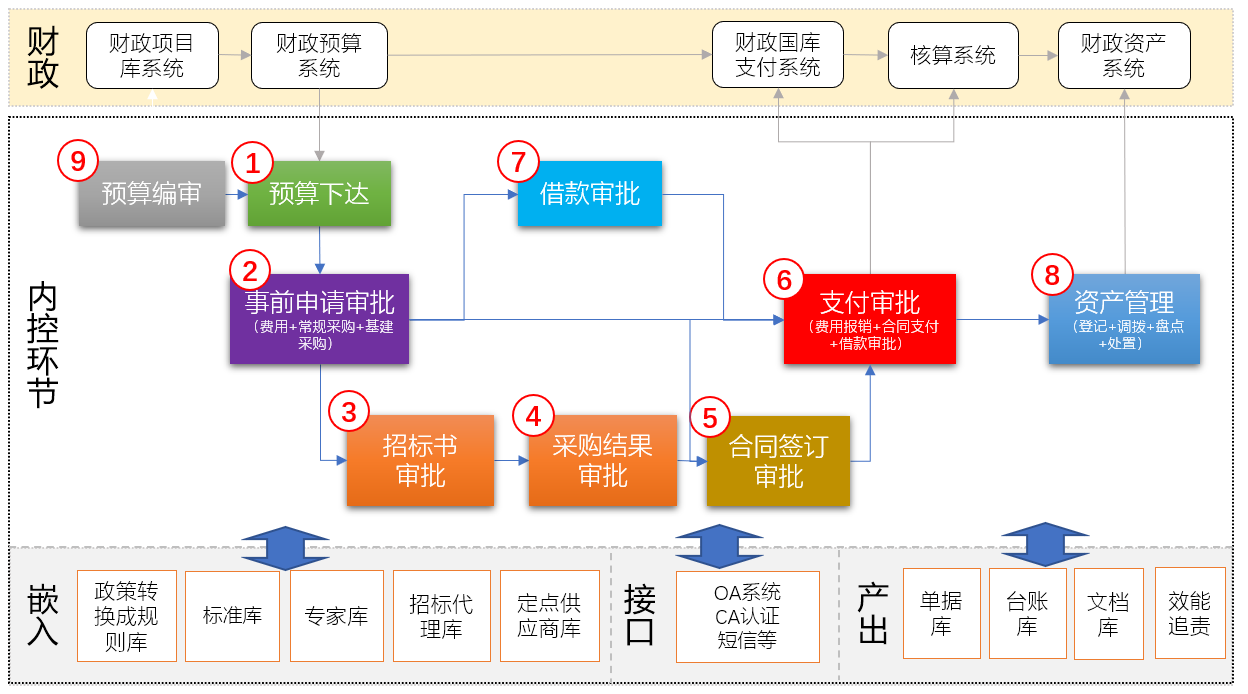 财政
财政项目
库系统
财政预算
系统
财政国库
支付系统
核算系统
财政资产
系统
内控环节
9
预算编审
1
预算下达
7
借款审批
2
事前申请审批
（费用+常规采购+基建
采购）
6
支付审批
（费用报销+合同支付
+借款审批）
8
资产管理
（登记+调拨+盘点
+处置）
3
招标书
审批
4
采购结果
审批
5
合同签订
审批
嵌入
政策转
换成规
则库
标准库
专家库
招标代
理库
定点供
应商库
接口
OA系统
CA认证
短信等
产出
单据
库
台账
库
文档
库
效能
追责